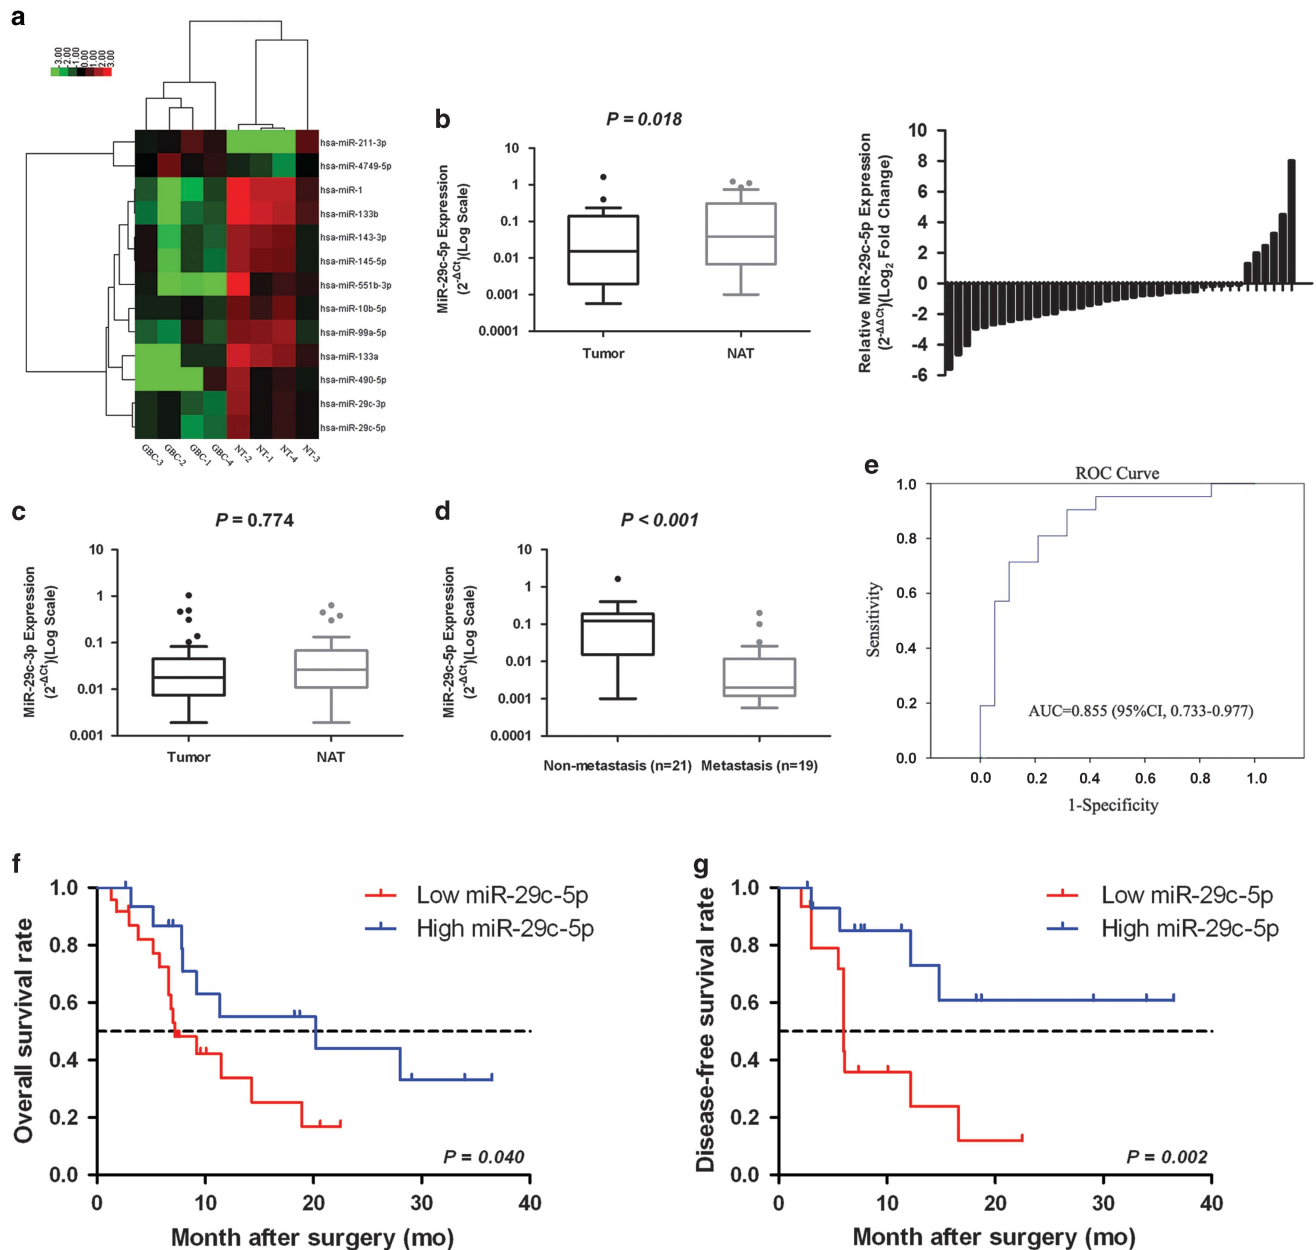 a
-3.00
-2.00
-1.00
0.00
1.00
2.00
3.00
hsa-miR-211-3p
hsa-miR-4749-5p
hsa-miR-1
hsa-miR-133b
hsa-miR-143-3p
hsa-miR-145-5p
hsa-miR-551b-3p
hsa-miR-10b-5p
hsa-miR-99a-5p
hsa-miR-133a
hsa-miR-490-5p
hsa-miR-29c-3p
hsa-miR-29c-5p
GBC-3
GBC-2
GBC-1
GBC-4
NT-2
NT-1
NT-4
NT-3
b
P = 0.018
MiR-29c-5p Expression
(2-ΔCt)(Log Scale)
10
1
0.1
0.01
0.001
0.0001
Tumor
NAT
Relative MiR-29c-5p Expression
(2-ΔΔCt)(Log2 Fold Change)
10
8
6
4
2
0
-2
-4
-6
c
P = 0.774
MiR-29c-3p Expression
(2-ΔCt)(Log Scale)
10
1
0.1
0.01
0.001
Tumor
NAT
d
P < 0.001
MiR-29c-5p Expression
(2-ΔCt)(Log Scale)
10
1
0.1
0.01
0.001
0.0001
Non-metastasis (n=21)
Metastasis (n=19)
e
ROC Curve
Sensitivity
1.0
0.8
0.6
0.4
0.2
0.0
AUC=0.855 (95%CI, 0.733-0.977)
0.0 0.2 0.4 0.6 0.8 1.0
1-Specificity
f
Overall survival rate
1.0
0.8
0.6
0.4
0.2
0.0
Low miR-29c-5p
High miR-29c-5p
P = 0.040
0 10 20 30 40
Month after surgery (mo)
g
Disease-free survival rate
1.0
0.8
0.6
0.4
0.2
0.0
Low miR-29c-5p
High miR-29c-5p
P = 0.002
0 10 20 30 40
Month after surgery (mo)